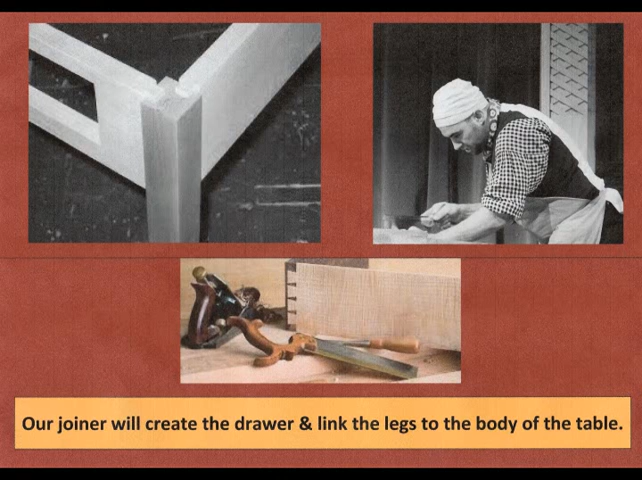 Our joiner will create the drawer & link the legs to the body of the table.